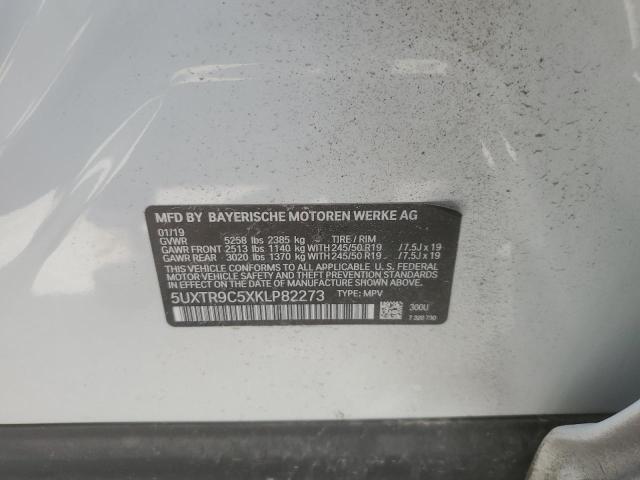 MFD BY BAYERISCHE MOTOREN WERKE AG
01/19
GVWR 5258 lbs 2385 kg TIRE / RIM
GAWR FRONT 2513 lbs 1140 kg WITH 245/50 R19 /7.5J x 19
GAWR REAR 3020 lbs 1370 kg WITH 245/50 R19 /7.5J x 19
THIS VEHICLE CONFORMS TO ALL APPLICABLE U.S. FEDERAL
MOTOR VEHICLE SAFETY AND THEFT PREVENTION STANDARDS
IN EFFECT ON THE DATE OF MANUFACTURE SHOWN ABOVE.
5UXTR9C5XKLP82273 TYPE: MPV
300U